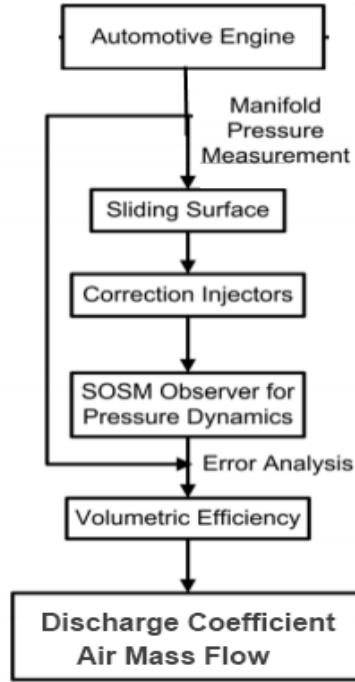 Automotive Engine
Manifold
Pressure
Measurement
Sliding Surface
Correction Injectors
SOSM Observer for
Pressure Dynamics
Error Analysis
Volumetric Efficiency
Discharge Coefficient
Air Mass Flow